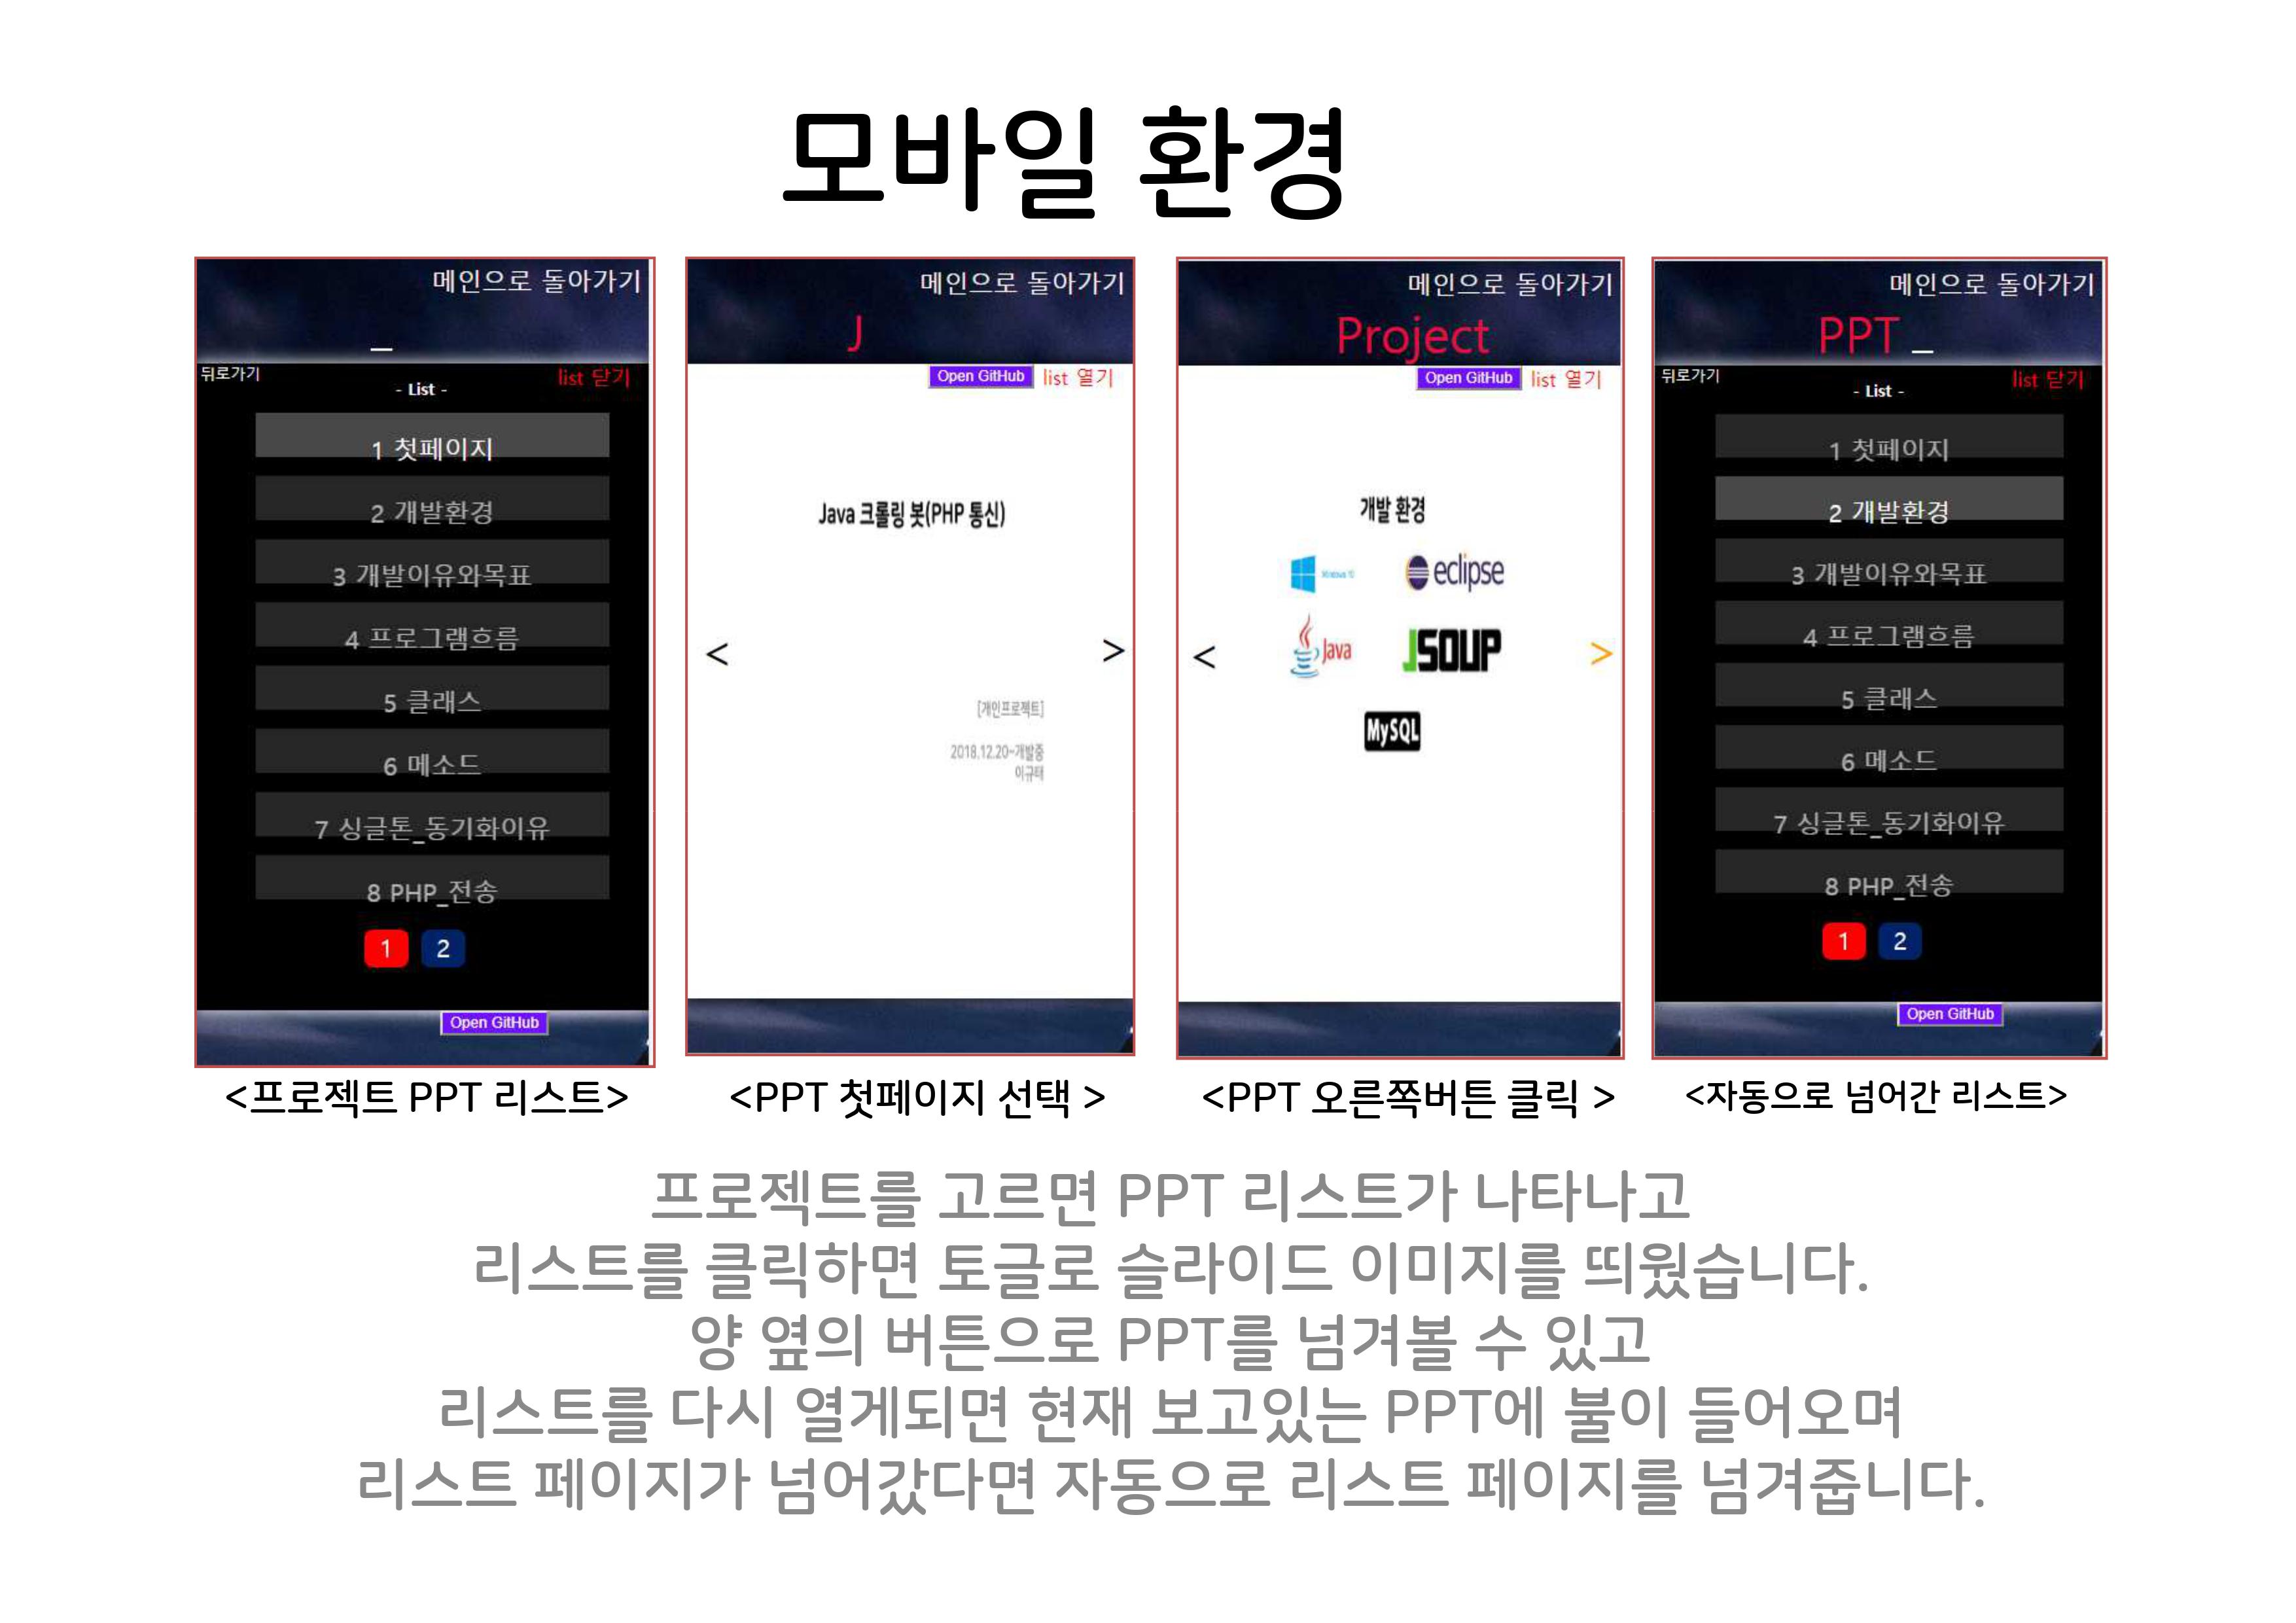 모바일 환경
메인으로 돌아가기
_
뒤로가기
- List -
list 닫기
1 첫페이지
2 개발환경
3 개발이유와목표
4 프로그램흐름
5 클래스
6 메소드
7 싱글톤_동기화이유
8 PHP_전송
1 2
Open GitHub
<프로젝트 PPT 리스트>
메인으로 돌아가기
J
Open GitHub list 열기
Java 크롤링 봇(PHP 통신)
< >
[개인프로젝트]
2018.12.20~개발중
이규태
<PPT 첫페이지 선택 >
메인으로 돌아가기
Project
Open GitHub list 열기
개발 환경
Windows 10 eclipse
< >
Java JSOUP
MySQL
<PPT 오른쪽버튼 클릭 >
메인으로 돌아가기
PPT _
뒤로가기
- List -
list 닫기
1 첫페이지
2 개발환경
3 개발이유와목표
4 프로그램흐름
5 클래스
6 메소드
7 싱글톤_동기화이유
8 PHP_전송
1 2
Open GitHub
<자동으로 넘어간 리스트>
프로젝트를 고르면 PPT 리스트가 나타나고
리스트를 클릭하면 토글로 슬라이드 이미지를 띄웠습니다.
양 옆의 버튼으로 PPT를 넘겨볼 수 있고
리스트를 다시 열게되면 현재 보고있는 PPT에 불이 들어오며
리스트 페이지가 넘어갔다면 자동으로 리스트 페이지를 넘겨줍니다.